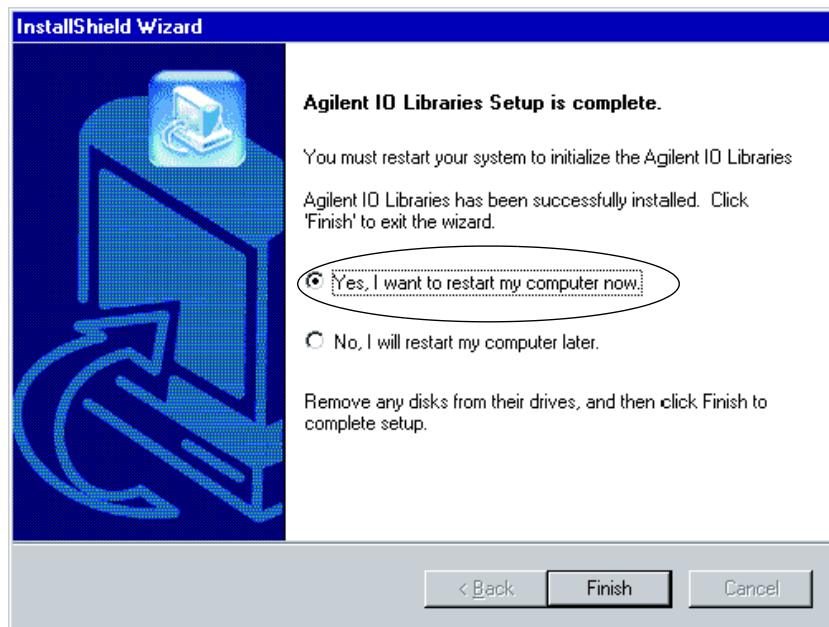 InstallShield Wizard
Agilent IO Libraries Setup is complete.
You must restart your system to initialize the Agilent IO Libraries
Agilent IO Libraries has been successfully installed. Click
'Finish' to exit the wizard.
Yes, I want to restart my computer now.
No, I will restart my computer later.
Remove any disks from their drives, and then click Finish to
complete setup.
< Back
Finish
Cancel